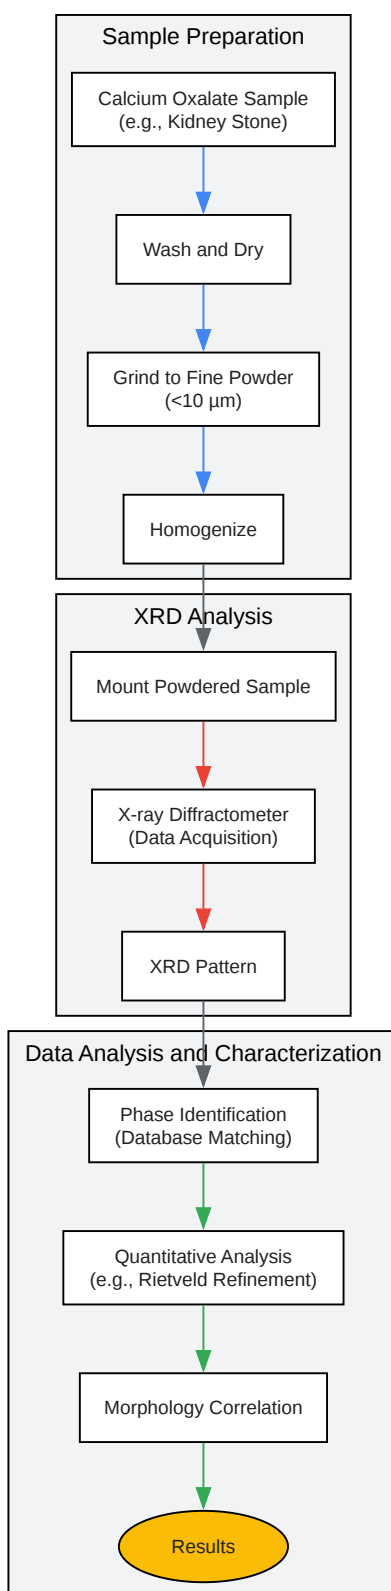 Sample Preparation
Calcium Oxalate Sample
(e.g., Kidney Stone)
Wash and Dry
Grind to Fine Powder
(<10 µm)
Homogenize
XRD Analysis
Mount Powdered Sample
X-ray Diffractometer
(Data Acquisition)
XRD Pattern
Data Analysis and Characterization
Phase Identification
(Database Matching)
Quantitative Analysis
(e.g., Rietveld Refinement)
Morphology Correlation
Results